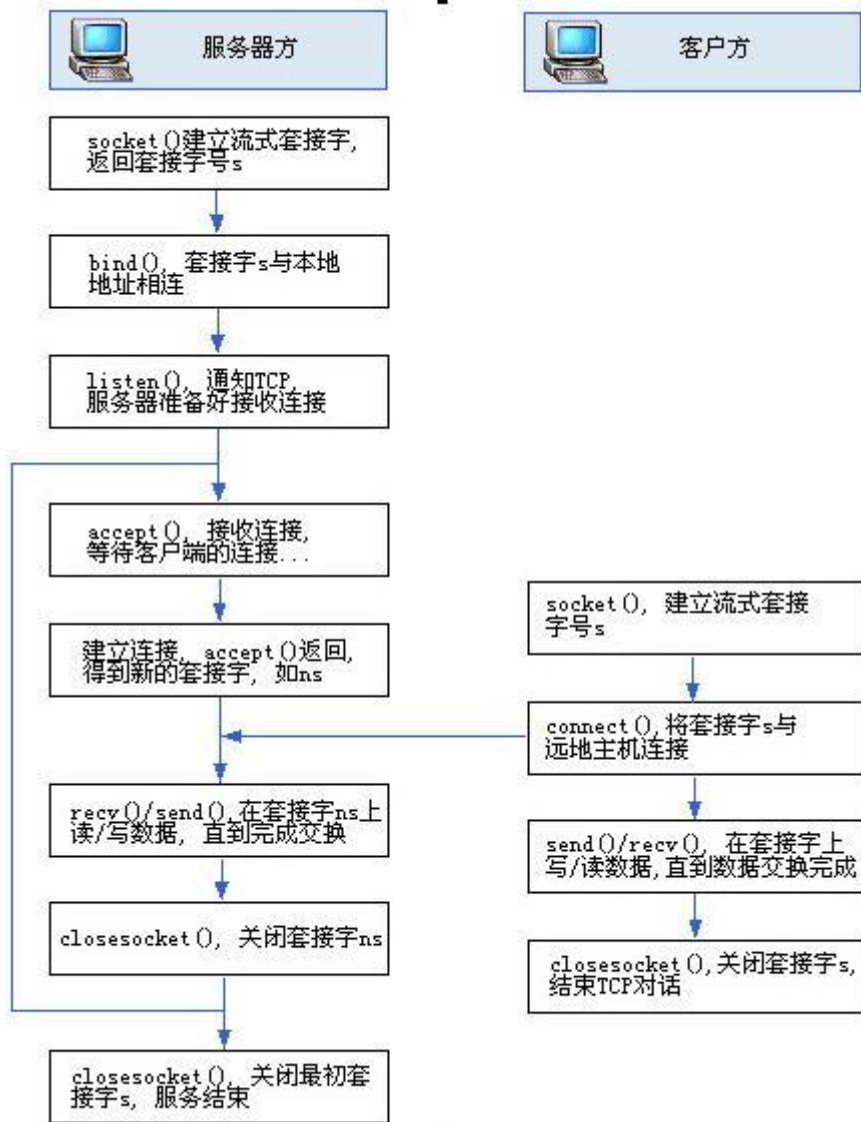 服务器方
客户方
socket()建立流式套接字,
返回套接字号s
bind(), 套接字s与本地
地址相连
listen(), 通知TCP,
服务器准备好接收连接
accept(), 接收连接,
等待客户端的连接...
建立连接, accept()返回,
得到新的套接字, 如ns
recv()/send(),在套接字ns上
读/写数据, 直到完成交换
closesocket(), 关闭套接字ns
closesocket(), 关闭最初套
接字s, 服务结束
socket(), 建立流式套接
字号s
connect(),将套接字s与
远地主机连接
send()/recv(), 在套接字上
写/读数据,直到数据交换完成
closesocket(),关闭套接字s,
结束TCP对话